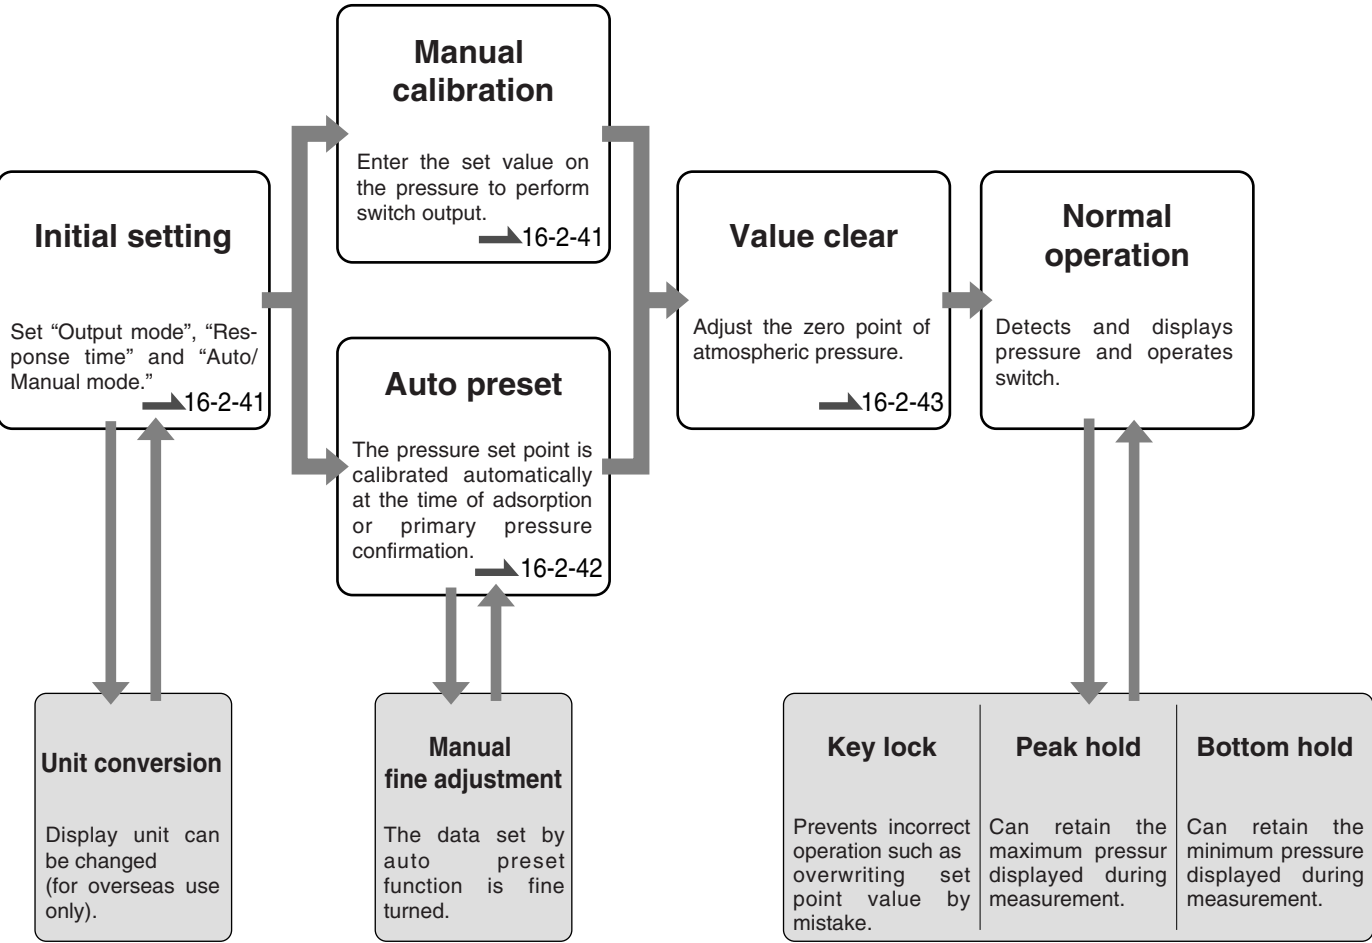 Initial setting
Set “Output mode”, “Res-
ponse time” and “Auto/
Manual mode.”
16-2-41
Manual
calibration
Enter the set value on
the pressure to perform
switch output.
16-2-41
Auto preset
The pressure set point is
calibrated automatically
at the time of adsorption
or primary pressure
confirmation.
16-2-42
Value clear
Adjust the zero point of
atmospheric pressure.
16-2-43
Normal
operation
Detects and displays
pressure and operates
switch.
Unit conversion
Display unit can
be changed
(for overseas use
only).
Manual
fine adjustment
The data set by
auto preset
function is fine
turned.
Key lock
Prevents incorrect
operation such as
overwriting set
point value by
mistake.
Peak hold
Can retain the
maximum pressur
displayed during
measurement.
Bottom hold
Can retain the
minimum pressure
displayed during
measurement.